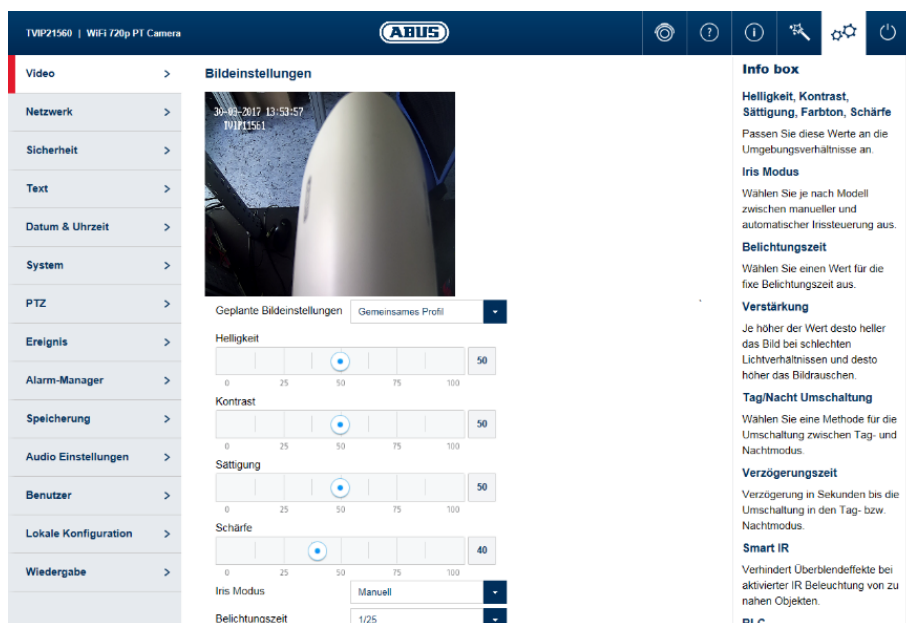 TVIP21560 | WiFi 720p PT Camera
ABUS
Video
Netzwerk
Sicherheit
Text
Datum & Uhrzeit
System
PTZ
Ereignis
Alarm-Manager
Speicherung
Audio Einstellungen
Benutzer
Lokale Konfiguration
Wiedergabe
Bildeinstellungen
30-03-2017 13:53:57
TVIP11561
Geplante Bildeinstellungen Gemeinsames Profil
Helligkeit
50
0 25 50 75 100
Kontrast
50
0 25 50 75 100
Sättigung
50
0 25 50 75 100
Schärfe
40
0 25 50 75 100
Iris Modus Manuell
Belichtungszeit 1/25
Info box
Helligkeit, Kontrast,
Sättigung, Farbton, Schärfe
Passen Sie diese Werte an die
Umgebungsverhältnisse an.
Iris Modus
Wählen Sie je nach Modell
zwischen manueller und
automatischer Irissteuerung aus.
Belichtungszeit
Wählen Sie einen Wert für die
fixe Belichtungszeit aus.
Verstärkung
Je höher der Wert desto heller
das Bild bei schlechten
Lichtverhältnissen und desto
höher das Bildrauschen.
Tag/Nacht Umschaltung
Wählen Sie eine Methode für die
Umschaltung zwischen Tag- und
Nachtmodus.
Verzögerungszeit
Verzögerung in Sekunden bis die
Umschaltung in den Tag- bzw.
Nachtmodus.
Smart IR
Verhindert Überblendeffekte bei
aktivierter IR Beleuchtung von zu
nahen Objekten.
BLC